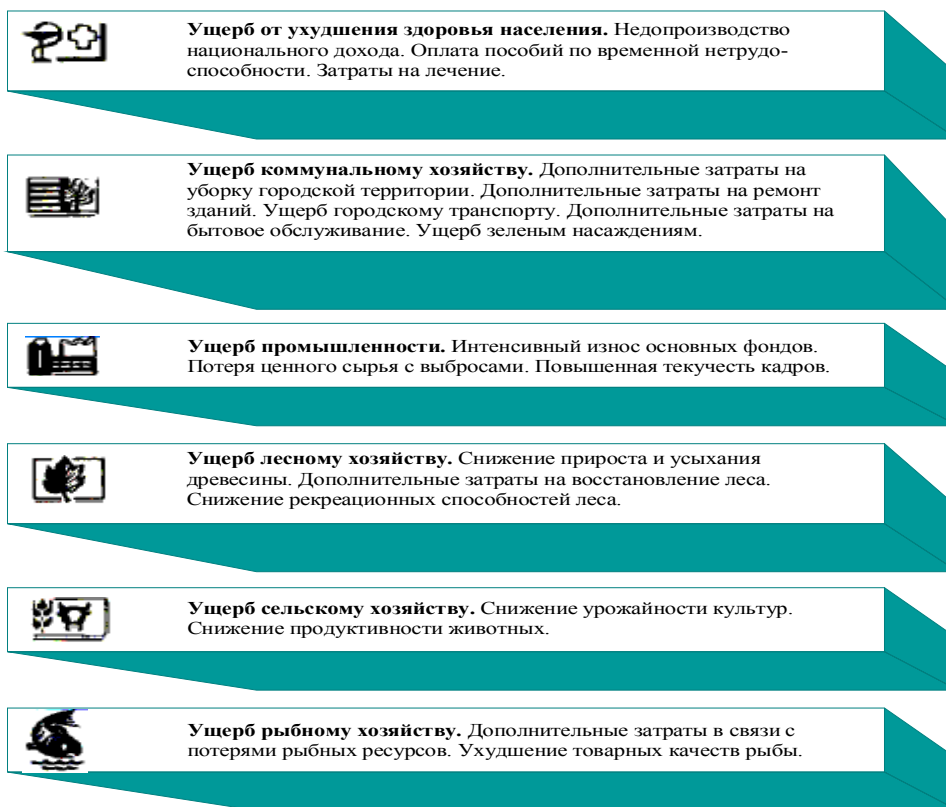 Ущерб от ухудшения здоровья населения. Недопроизводство
национального дохода. Оплата пособий по временной нетрудо-
способности. Затраты на лечение.
Ущерб коммунальному хозяйству. Дополнительные затраты на
уборку городской территории. Дополнительные затраты на ремонт
зданий. Ущерб городскому транспорту. Дополнительные затраты на
бытовое обслуживание. Ущерб зеленым насаждениям.
Ущерб промышленности. Интенсивный износ основных фондов.
Потеря ценного сырья с выбросами. Повышенная текучесть кадров.
Ущерб лесному хозяйству. Снижение прироста и усыхания
древесины. Дополнительные затраты на восстановление леса.
Снижение рекреационных способностей леса.
Ущерб сельскому хозяйству. Снижение урожайности культур.
Снижение продуктивности животных.
Ущерб рыбному хозяйству. Дополнительные затраты в связи с
потерями рыбных ресурсов. Ухудшение товарных качеств рыбы.